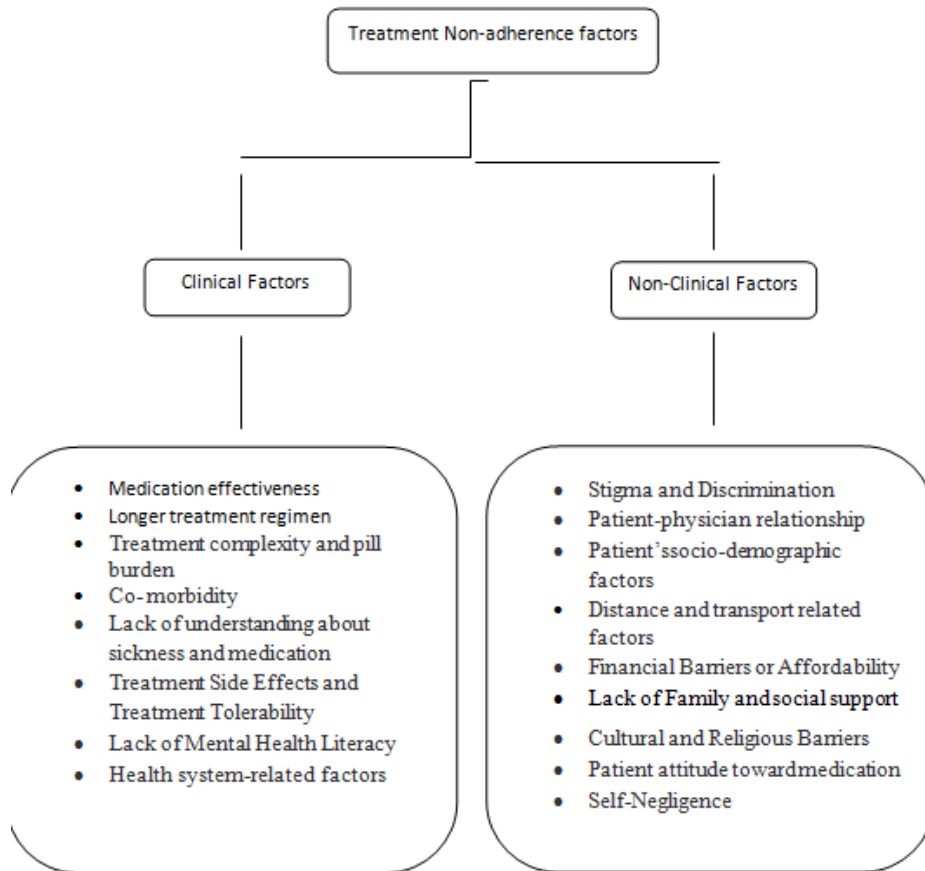 Treatment Non-adherence factors
Clinical Factors
Non-Clinical Factors
• Medication effectiveness
• Longer treatment regimen
• Treatment complexity and pill
burden
• Co-morbidity
• Lack of understanding about
sickness and medication
• Treatment Side Effects and
Treatment Tolerability
• Lack of Mental Health Literacy
• Health system-related factors
• Stigma and Discrimination
• Patient-physician relationship
• Patient’ssocio-demographic
factors
• Distance and transport related
factors
• Financial Barriers or Affordability
• Lack of Family andsocial support
• Cultural and Religious Barriers
• Patient attitude toward medication
• Self-Negligence